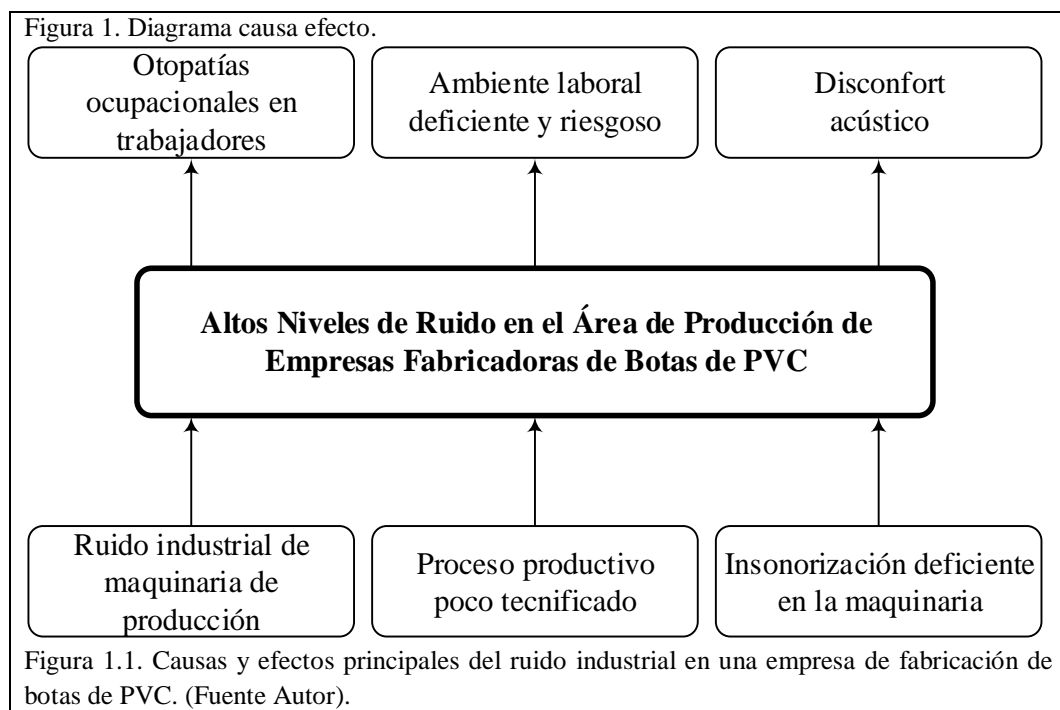 Figura 1. Diagrama causa efecto.
Otopatías
ocupacionales en
trabajadores
Ambiente laboral
deficiente y riesgoso
Disconfort
acústico
Altos Niveles de Ruido en el Área de Producción de
Empresas Fabricadoras de Botas de PVC
Ruido industrial de
maquinaria de
producción
Proceso productivo
poco tecnificado
Insonorización deficiente
en la maquinaria
Figura 1.1. Causas y efectos principales del ruido industrial en una empresa de fabricación de
botas de PVC. (Fuente Autor).